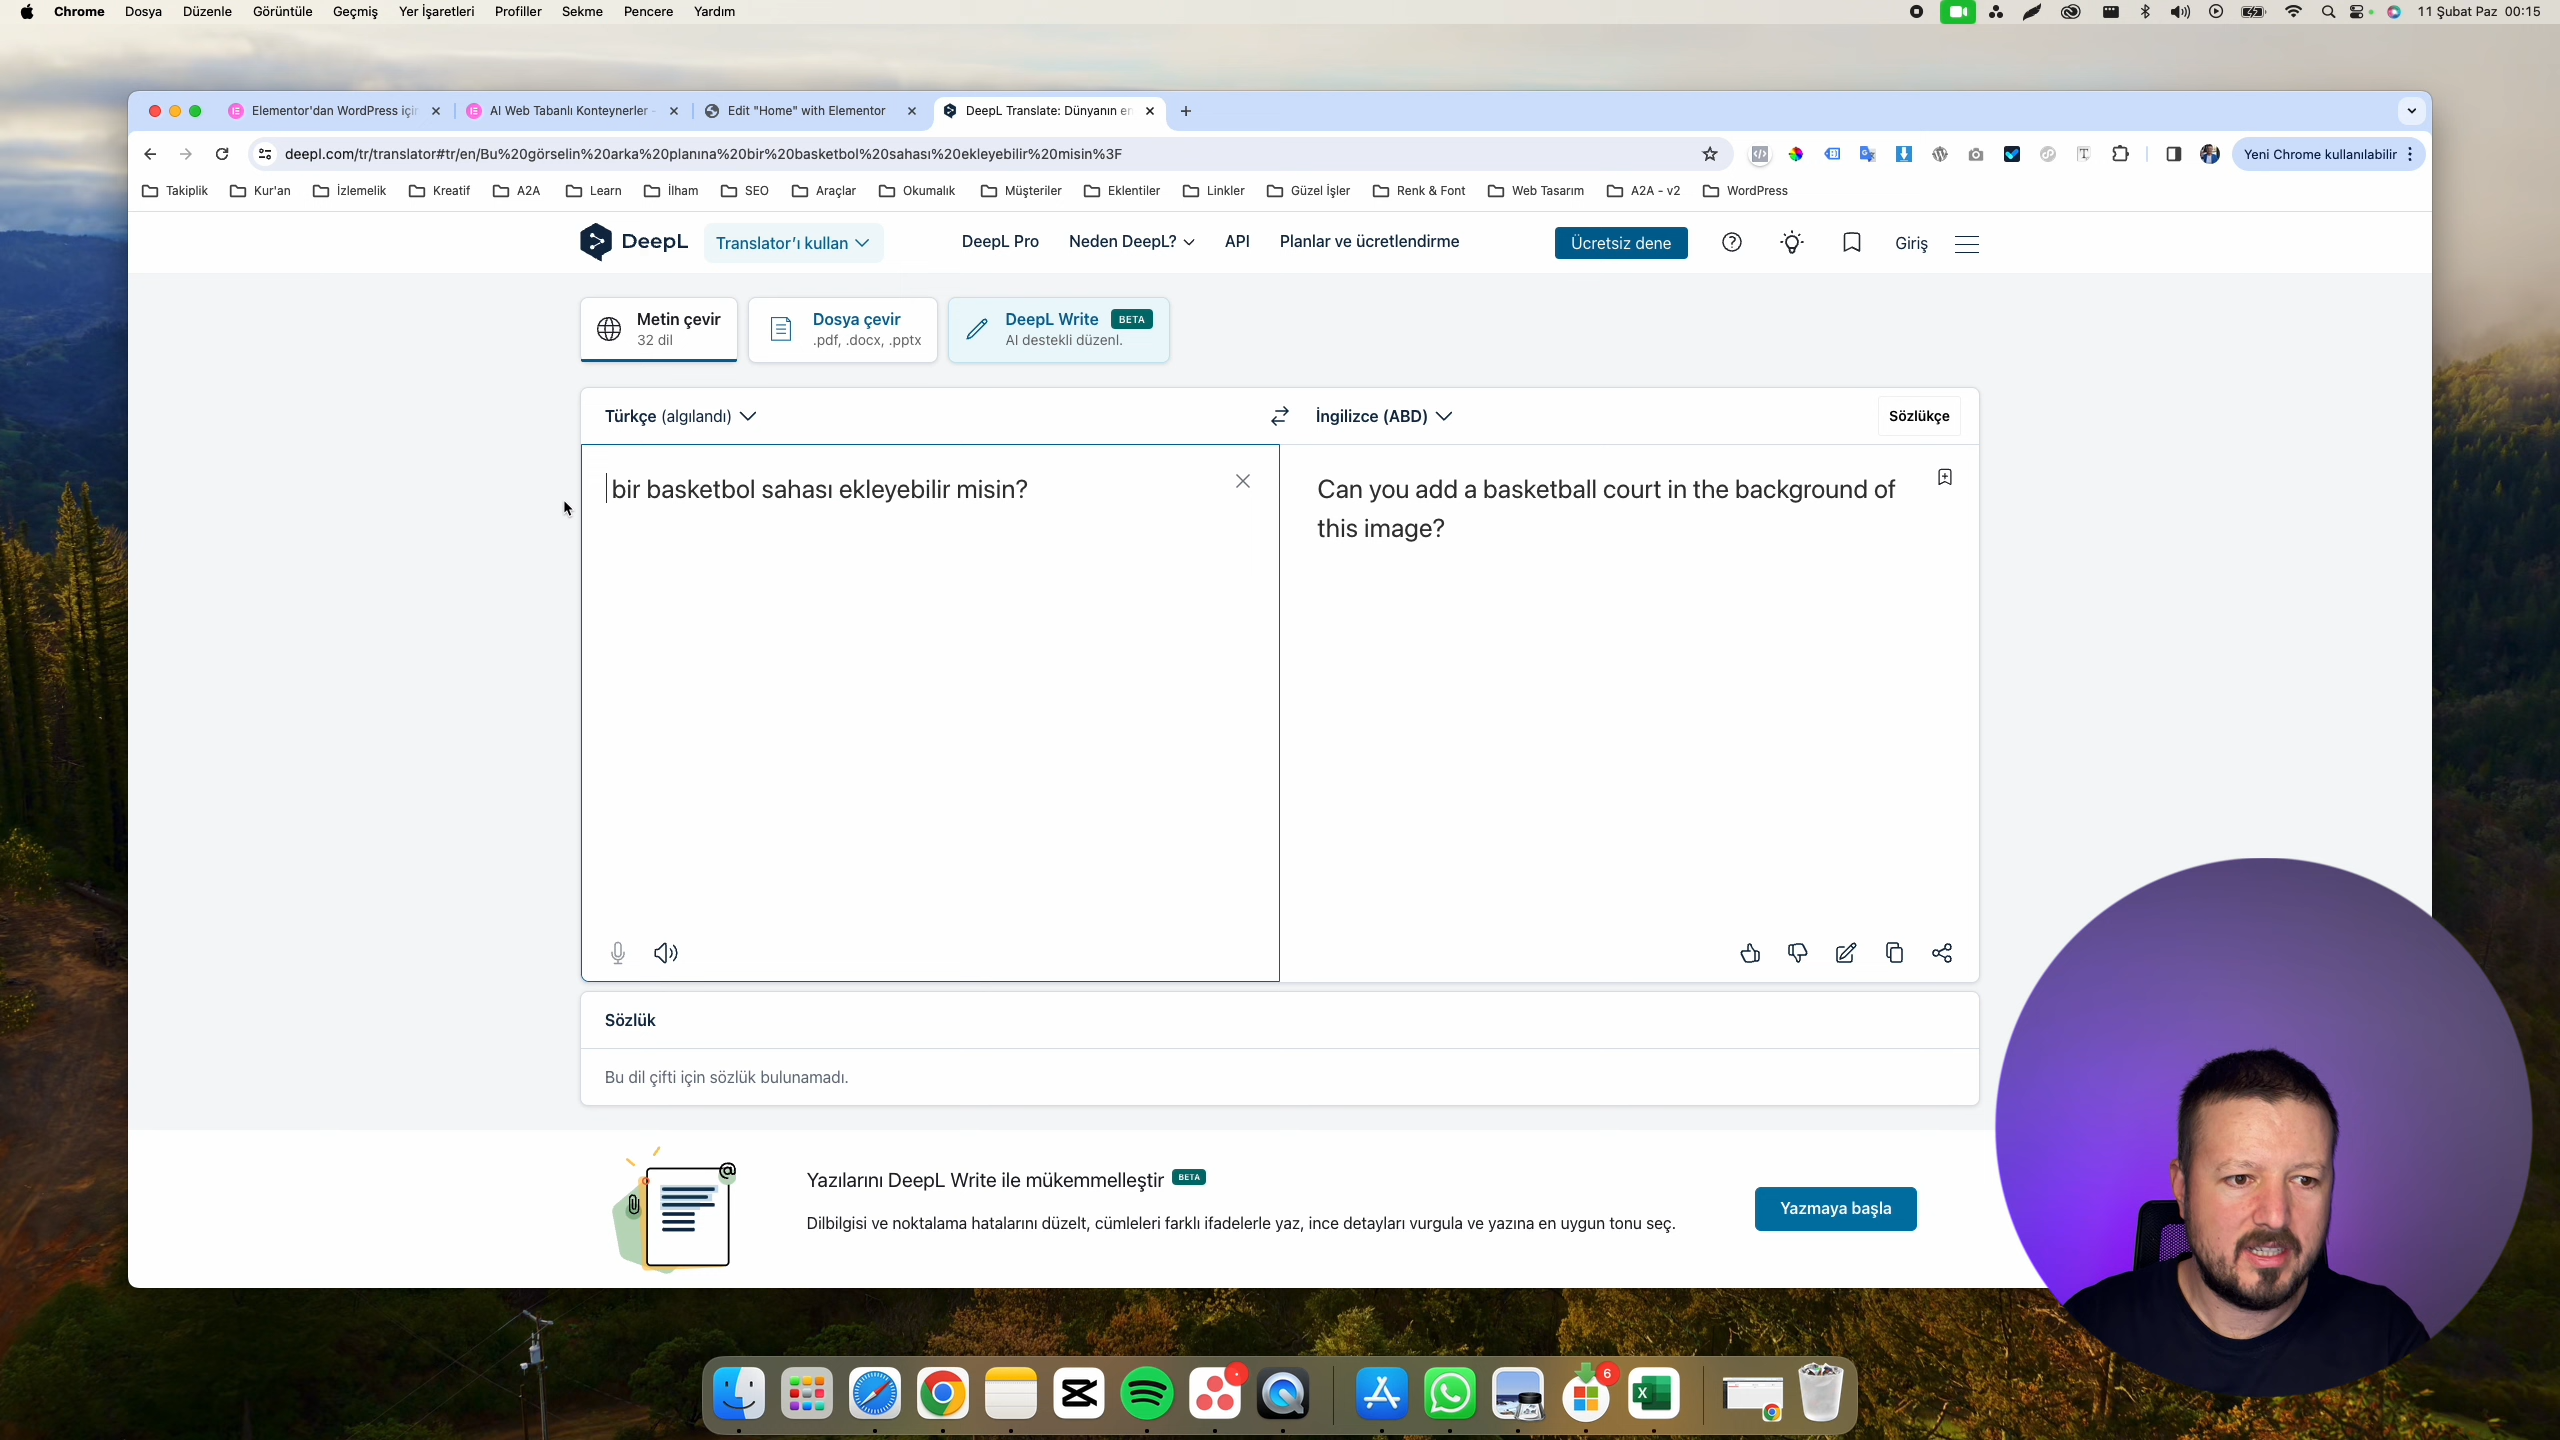 Chrome Dosya Düzenle Görüntüle Geçmiş Yer İşaretleri Profiller Sekme Pencere Yardım
11 Şubat Paz 00:15
Elementor'dan WordPress içir
AI Web Tabanlı Konteynerler -
Edit "Home" with Elementor
DeepL Translate: Dünyanın en
deepl.com/tr/translator#tr/en/Bu%20görselin%20arka%20planına%20bir%20basketbol%20sahası%20ekleyebilir%20misin%3F
Yeni Chrome kullanılabilir
Takiplik Kur'an İzlemelik Kreatif A2A Learn İlham SEO Araçlar Okumalık Müşteriler Eklentiler Linkler Güzel İşler Renk & Font Web Tasarım A2A - v2 WordPress
DeepL Translator'ı kullan DeepL Pro Neden DeepL? API Planlar ve ücretlendirme Ücretsiz dene Giriş
Metin çevir
32 dil
Dosya çevir
.pdf, .docx, .pptx
DeepL Write BETA
AI destekli düzenl.
Türkçe (algılandı)
İngilizce (ABD)
Sözlükçe
bir basketbol sahası ekleyebilir misin?
Can you add a basketball court in the background of
this image?
Sözlük
Bu dil çifti için sözlük bulunamadı.
Yazılarını DeepL Write ile mükemmelleştir BETA
Dilbilgisi ve noktalama hatalarını düzelt, cümleleri farklı ifadelerle yaz, ince detayları vurgula ve yazına en uygun tonu seç.
Yazmaya başla
6